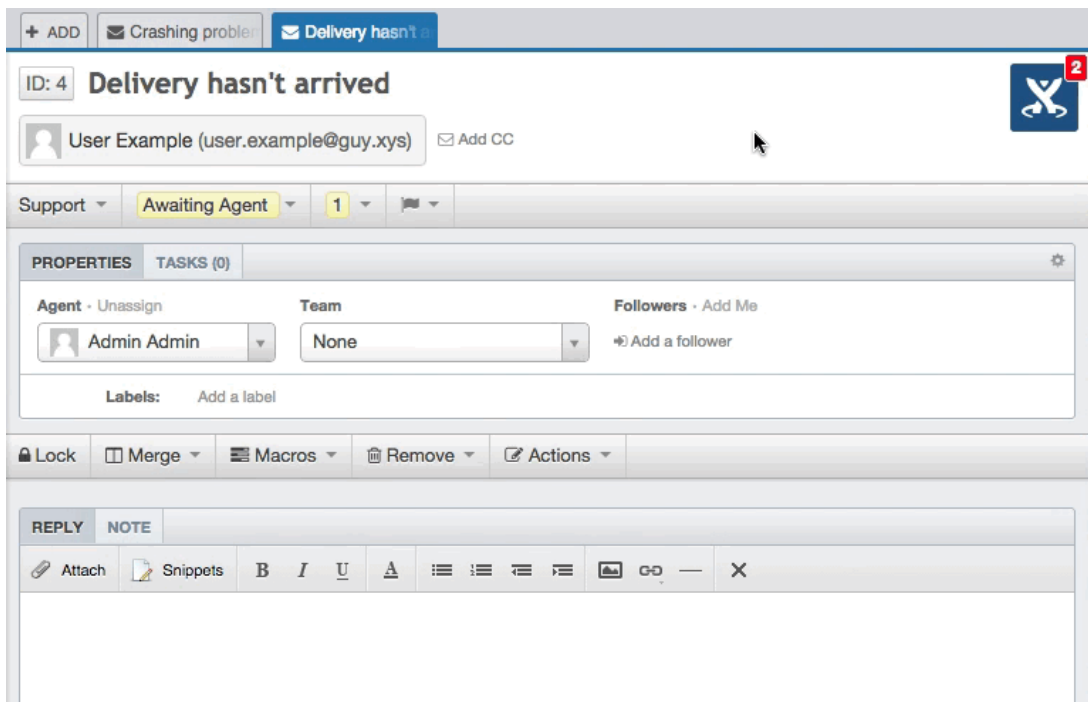 + ADD Crashing problem Delivery hasn't a
ID: 4 Delivery hasn't arrived
2
User Example (user.example@guy.xys) Add CC
Support Awaiting Agent 1
PROPERTIES TASKS (0)
Agent · Unassign Team Followers · Add Me
Admin Admin None Add a follower
Labels: Add a label
Lock Merge Macros Remove Actions
REPLY NOTE
Attach Snippets B I U A